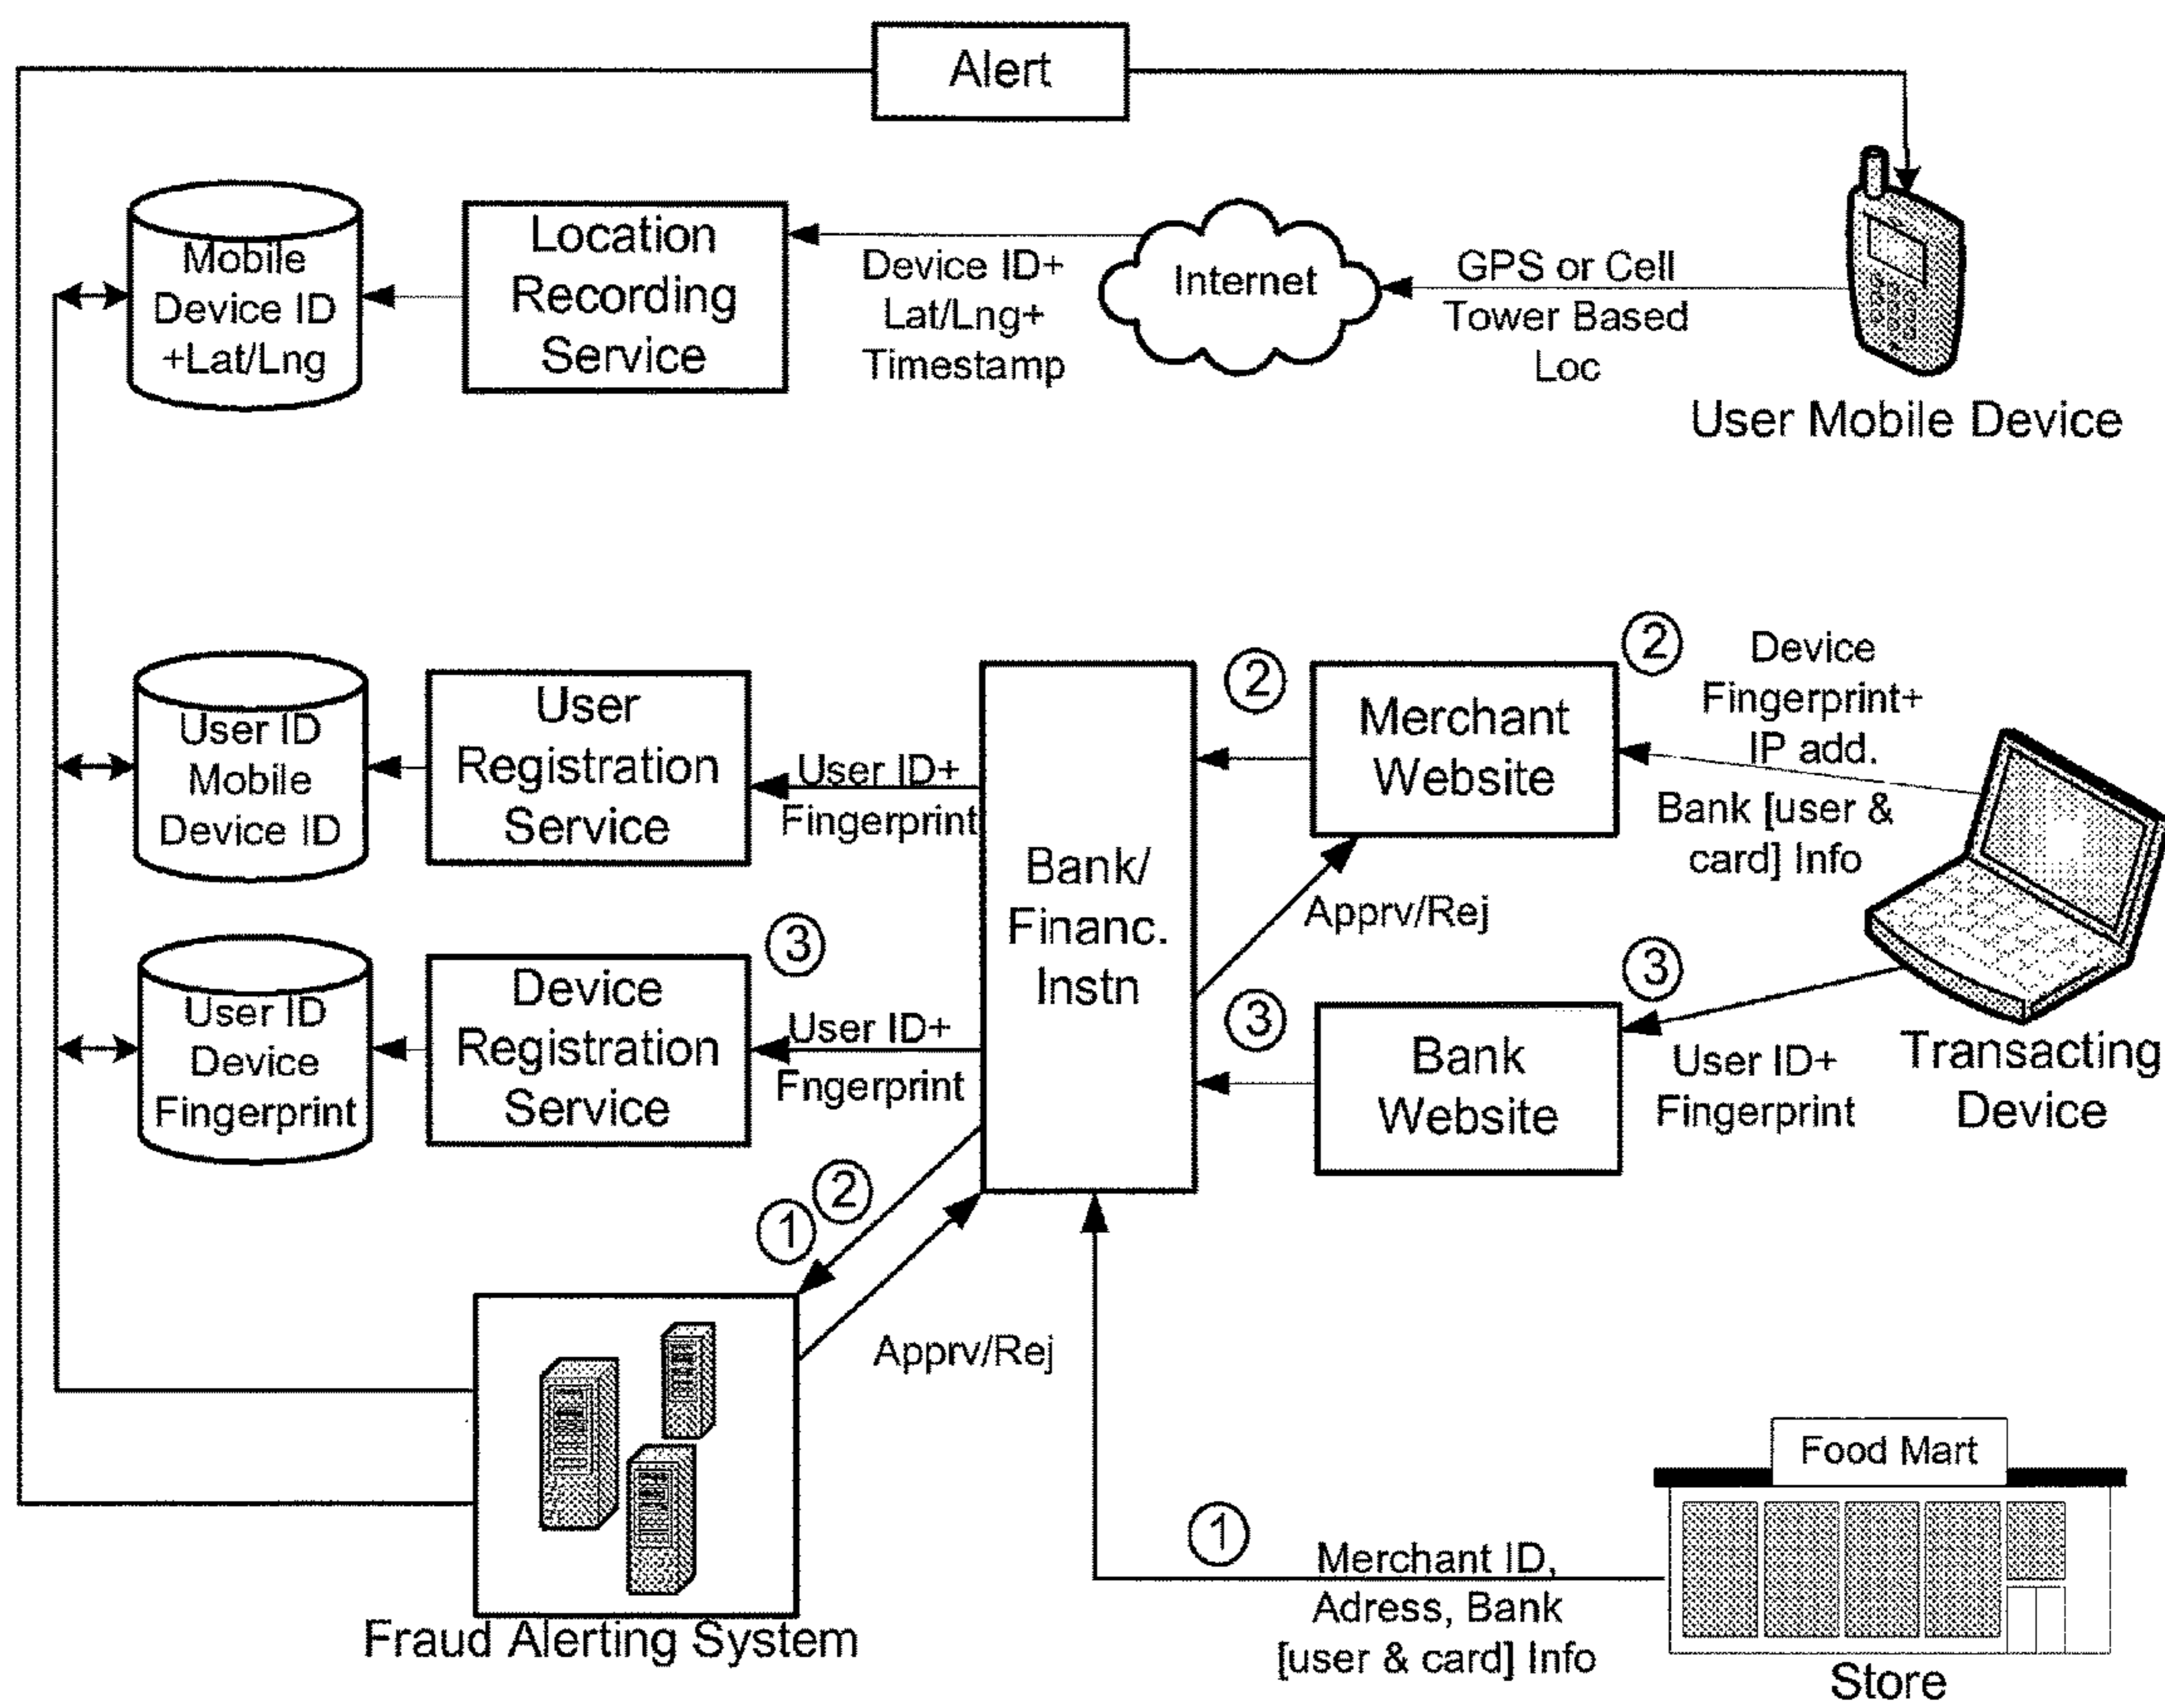 Alert
Mobile
Device ID
+Lat/Lng
Location
Recording
Service
Device ID+
Lat/Lng+
Timestamp
Internet
GPS or Cell
Tower Based
Loc
User Mobile Device
User ID
Mobile
Device ID
User
Registration
Service
User ID+
Fingerprint
Bank/
Financ.
Instn
2
Merchant
Website
2
Device
Fingerprint+
IP add.
Bank [user &
card] Info
Apprv/Rej
User ID
Device
Fingerprint
Device
Registration
Service
3
User ID+
Fngerprint
3
Bank
Website
3
User ID+
Fingerprint
Transacting
Device
1
2
Apprv/Rej
Fraud Alerting System
1
Merchant ID,
Adress, Bank
[user & card] Info
Food Mart
Store